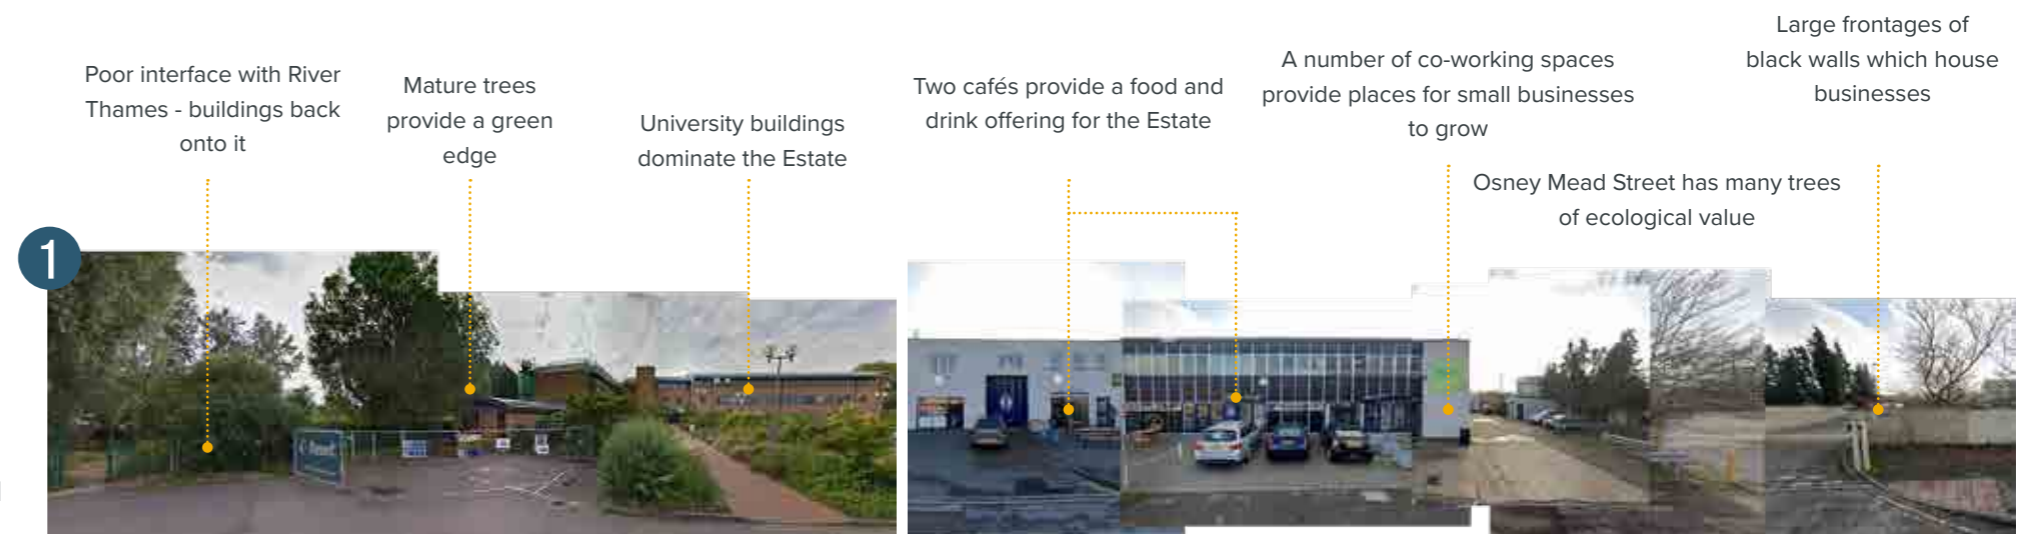 Poor interface with River
Thames - buildings back
onto it
Mature trees
provide a green
edge
University buildings
dominate the Estate
Two cafés provide a food and
drink offering for the Estate
A number of co-working spaces
provide places for small businesses
to grow
Osney Mead Street has many trees
of ecological value
Large frontages of
black walls which house
businesses
1